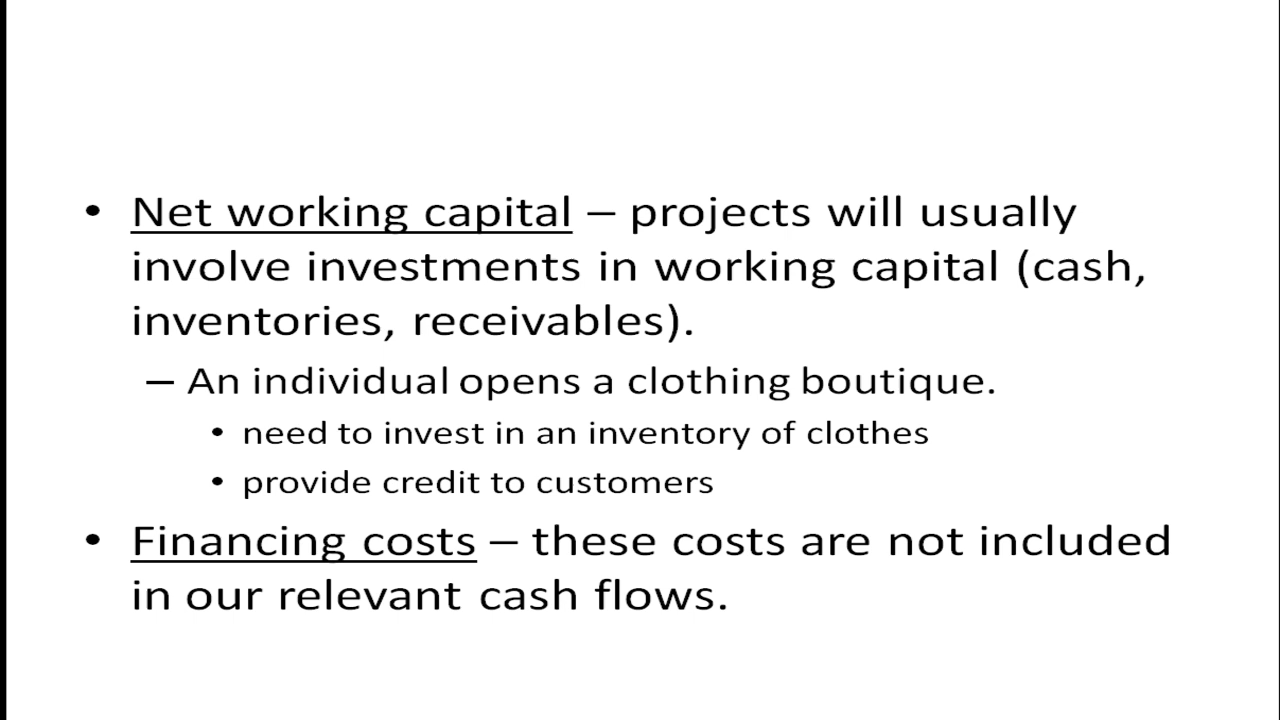 • Net working capital – projects will usually
involve investments in working capital (cash,
inventories, receivables).
– An individual opens a clothing boutique.
• need to invest in an inventory of clothes
• provide credit to customers
• Financing costs – these costs are not included
in our relevant cash flows.